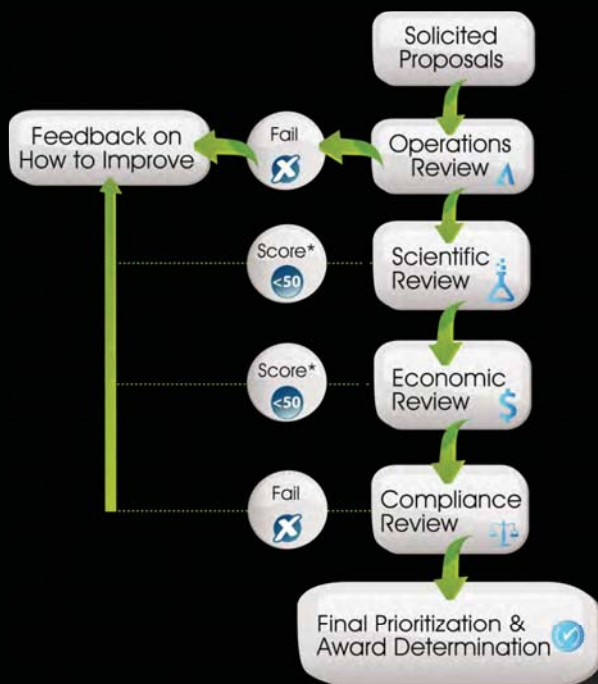 Solicited
Proposals
Feedback on
How to Improve
Fail
X
Operations
Review
Score*
<50
Scientific
Review
Score*
<50
Economic
Review
$
Fail
X
Compliance
Review
Final Prioritization &
Award Determination